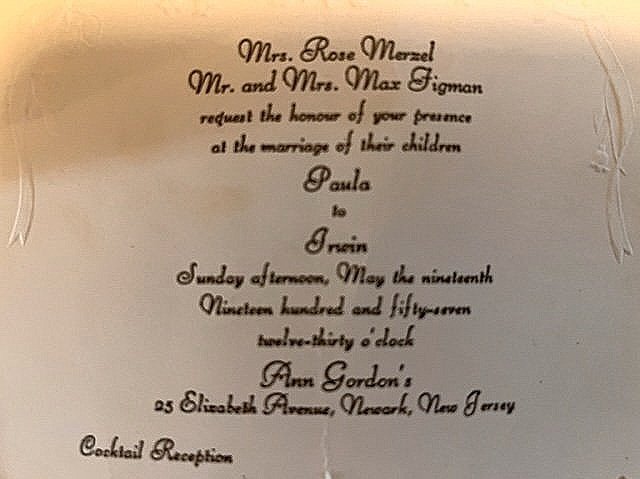 Mrs. Rose Merzel
Mr. and Mrs. Max Figman
request the honour of your presence
at the marriage of their children
Paula
to
Irwin
Sunday afternoon, May the nineteenth
Nineteen hundred and fifty-seven
twelve-thirty o'clock
Ann Gordon's
25 Elizabeth Avenue, Newark, New Jersey
Cocktail Reception